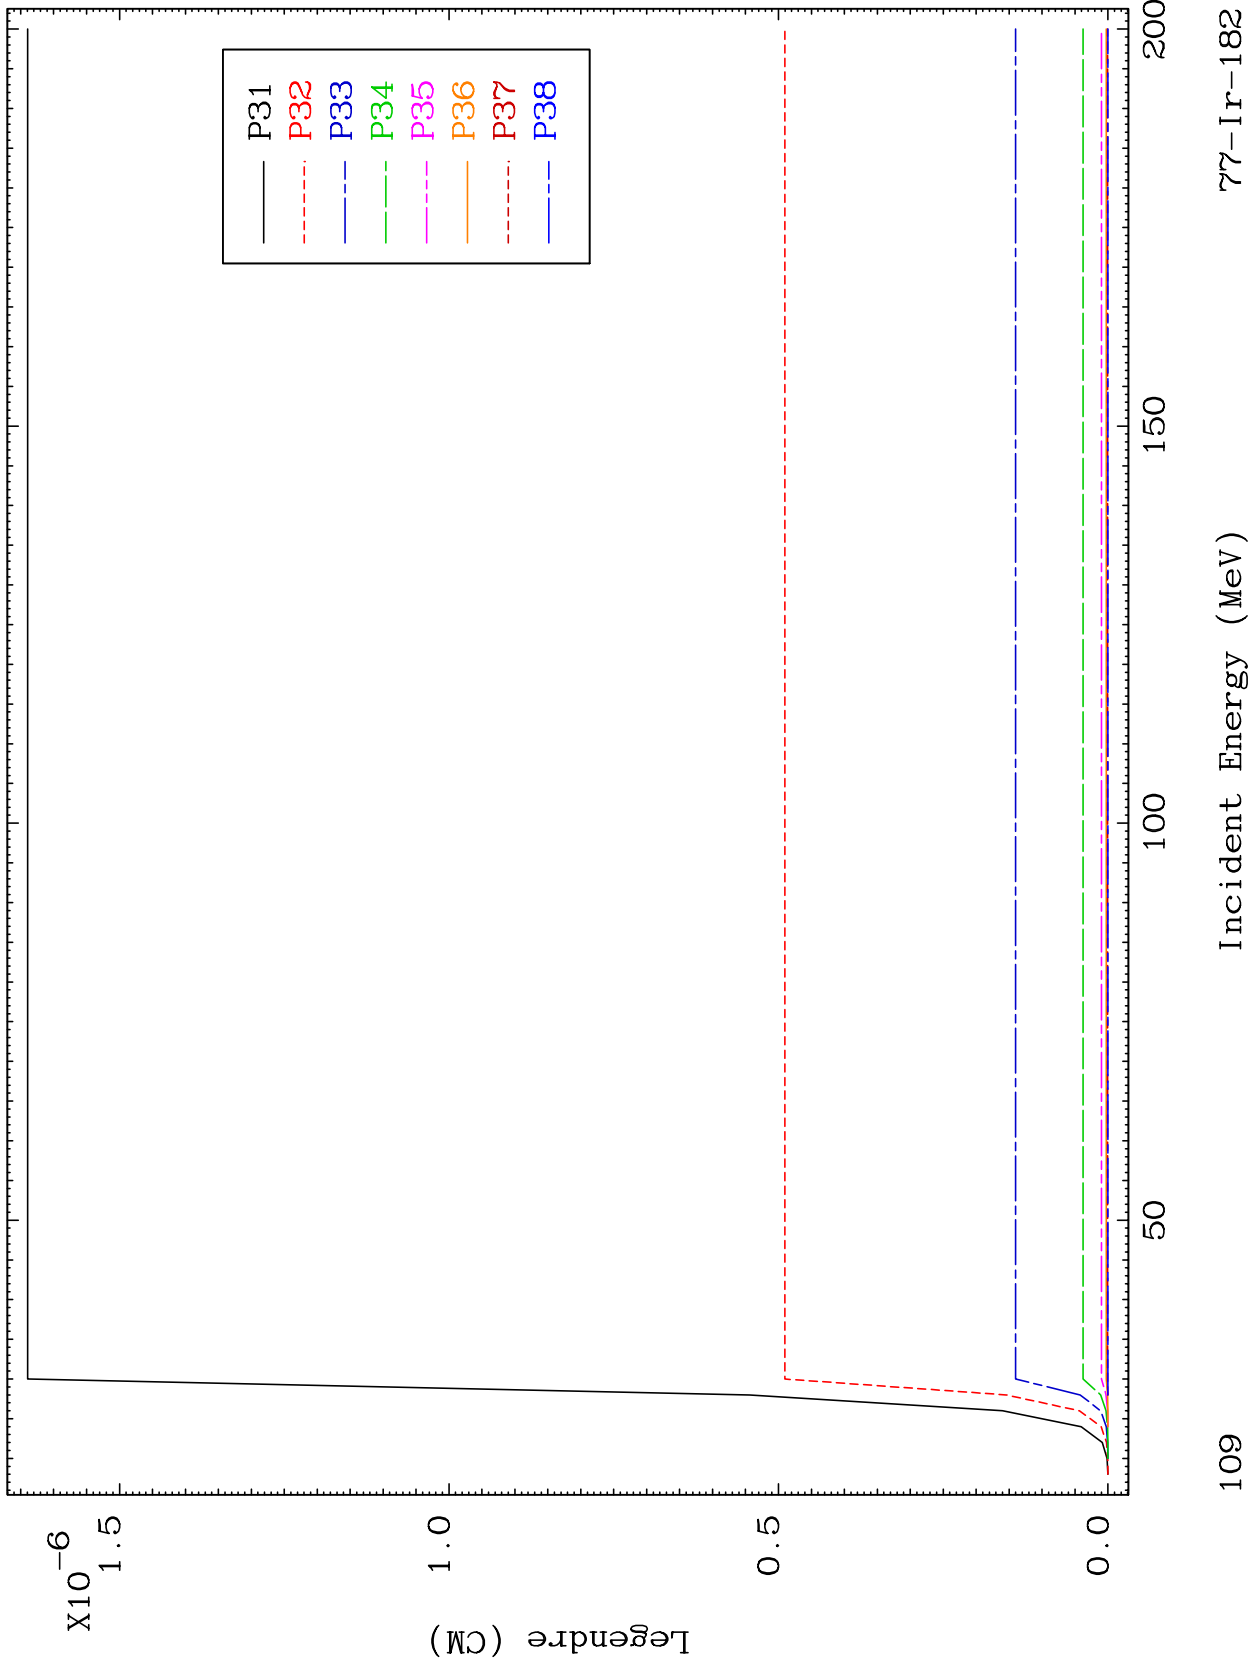 X10-6
1.5
1.0
0.5
0.0
Legendre (CM)
P31
P32
P33
P34
P35
P36
P37
P38
50
100
150
200
109
Incident Energy (MeV)
77-Ir-182